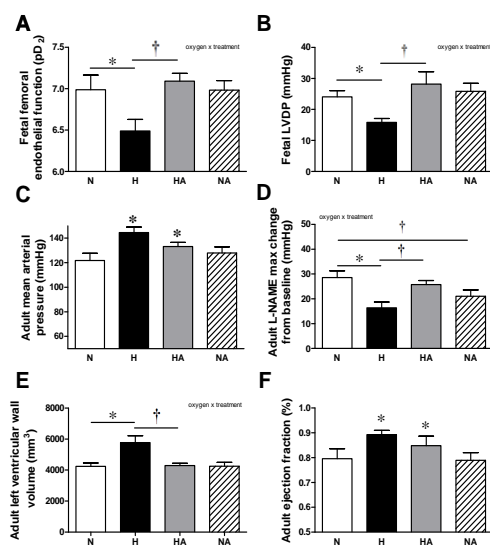 A
Fetal femoral
endothelial function (pD2)
7.5
7.0
6.5
6.0
*
†
oxygen x treatment
N H HA NA
B
Fetal LVDP (mmHg)
40
30
20
10
0
*
†
oxygen x treatment
N H HA NA
C
Adult mean arterial
pressure (mmHg)
140
120
100
80
60
*
*
N H HA NA
D
Adult L-NAME max change
from baseline (mmHg)
50
40
30
20
10
0
oxygen x treatment
†
*
†
N H HA NA
E
Adult left ventricular wall
volume (mm3)
8000
6000
4000
2000
0
*
†
oxygen x treatment
N H HA NA
F
Adult ejection fraction (%)
1.0
0.9
0.8
0.7
0.6
0.5
*
*
N H HA NA